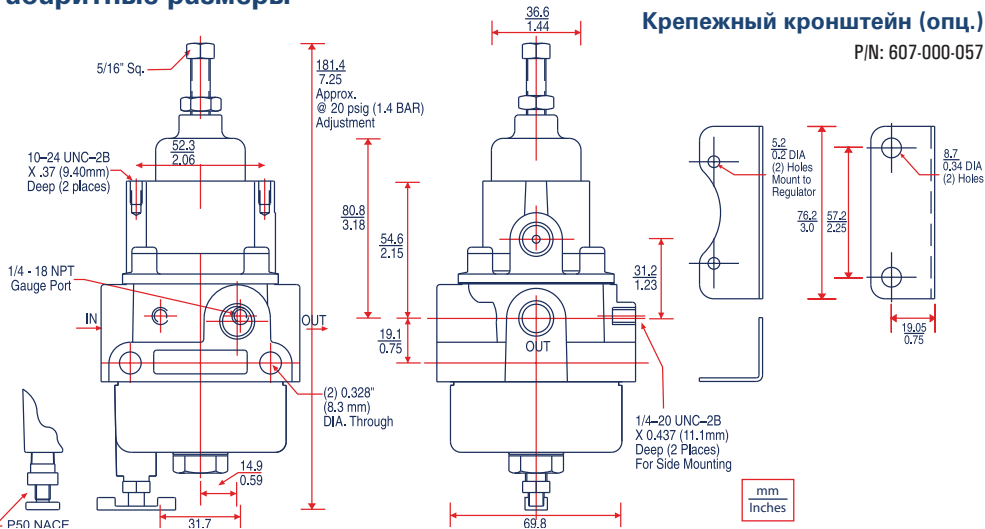 абаритные размеры
Крепежный кронштейн (опц.)
P/N: 607-000-057
36.6
1.44
5/16" Sq.
181.4
7.25
Approx.
@ 20 psig (1.4 BAR)
Adjustment
52.3
2.06
10–24 UNC–2B
X .37 (9.40mm)
Deep (2 places)
80.8
3.18
54.6
2.15
1/4 - 18 NPT
Gauge Port
IN
OUT
19.1
0.75
(2) 0.328"
(8.3 mm)
DIA. Through
14.9
0.59
31.7
P50 NACE
31.2
1.23
OUT
1/4–20 UNC–2B
X 0.437 (11.1mm)
Deep (2 Places)
For Side Mounting
69.8
5.2
0.2 DIA
(2) Holes
Mount to
Regulator
76.2
3.0
57.2
2.25
8.7
0.34 DIA
(2) Holes
19.05
0.75
mm
Inches